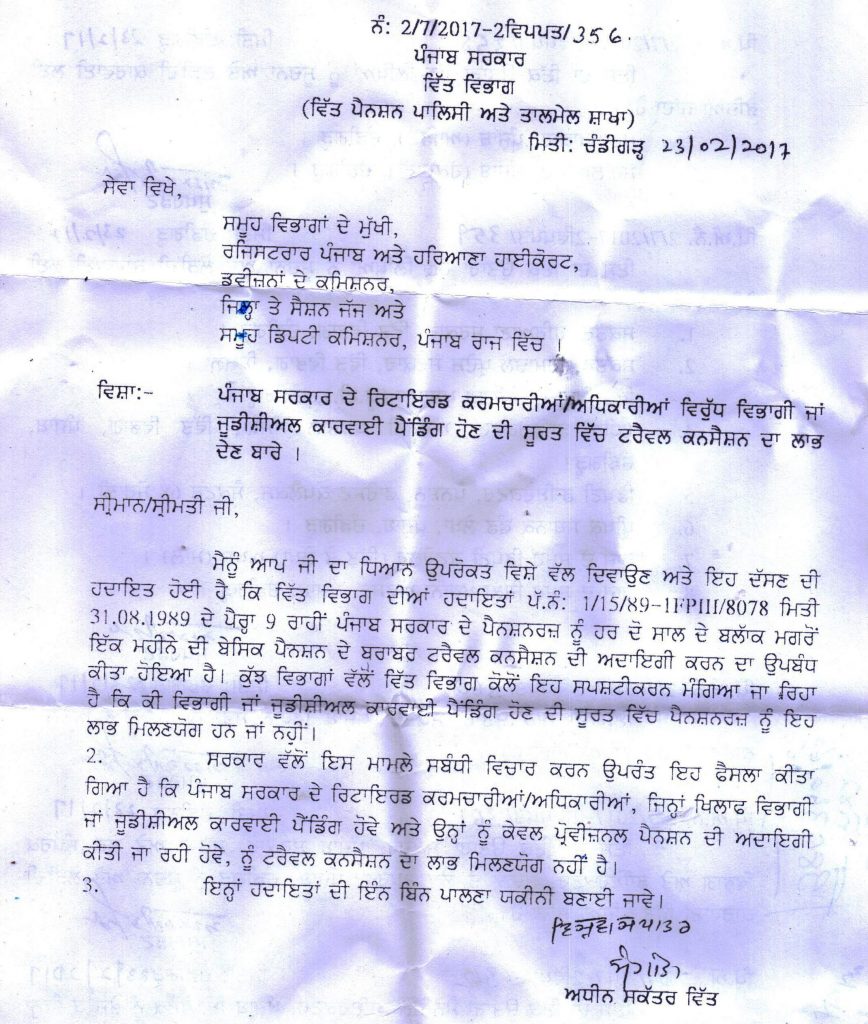 ਨੰ: 2/7/2017-2ਵਿਪਪਤ/356.
ਪੰਜਾਬ ਸਰਕਾਰ
ਵਿੱਤ ਵਿਭਾਗ
(ਵਿੱਤ ਪੈਨਸ਼ਨ ਪਾਲਿਸੀ ਅਤੇ ਤਾਲਮੇਲ ਸ਼ਾਖਾ)
ਮਿਤੀ: ਚੰਡੀਗੜ੍ਹ 23/02/2017
ਸੇਵਾ ਵਿਖੇ,
ਸਮੂਹ ਵਿਭਾਗਾਂ ਦੇ ਮੁੱਖੀ,
ਰਜਿਸਟਰਾਰ ਪੰਜਾਬ ਅਤੇ ਹਰਿਆਣਾ ਹਾਈਕੋਰਟ,
ਡਵੀਜ਼ਨਾਂ ਦੇ ਕਮਿਸ਼ਨਰ,
ਜਿਲ੍ਹਾ ਤੇ ਸੈਸ਼ਨ ਜੱਜ ਅਤੇ
ਸਮੂਹ ਡਿਪਟੀ ਕਮਿਸ਼ਨਰ, ਪੰਜਾਬ ਰਾਜ ਵਿੱਚ ।
ਵਿਸ਼ਾ:- ਪੰਜਾਬ ਸਰਕਾਰ ਦੇ ਰਿਟਾਇਰਡ ਕਰਮਚਾਰੀਆਂ/ਅਧਿਕਾਰੀਆਂ ਵਿਰੁੱਧ ਵਿਭਾਗੀ ਜਾਂ
ਜੂਡੀਸ਼ੀਅਲ ਕਾਰਵਾਈ ਪੈਂਡਿੰਗ ਹੋਣ ਦੀ ਸੂਰਤ ਵਿੱਚ ਟਰੈਵਲ ਕਨਸੈਸ਼ਨ ਦਾ ਲਾਭ
ਦੇਣ ਬਾਰੇ ।
ਸ੍ਰੀਮਾਨ/ਸ੍ਰੀਮਤੀ ਜੀ,
ਮੈਨੂੰ ਆਪ ਜੀ ਦਾ ਧਿਆਨ ਉਪਰੋਕਤ ਵਿਸ਼ੇ ਵੱਲ ਦਿਵਾਉਣ ਅਤੇ ਇਹ ਦੱਸਣ ਦੀ
ਹਦਾਇਤ ਹੋਈ ਹੈ ਕਿ ਵਿੱਤ ਵਿਭਾਗ ਦੀਆਂ ਹਦਾਇਤਾਂ ਪੱ.ਨੰ: 1/15/89-1FPIII/8078 ਮਿਤੀ
31.08.1989 ਦੇ ਪੈਰ੍ਹਾ 9 ਰਾਹੀਂ ਪੰਜਾਬ ਸਰਕਾਰ ਦੇ ਪੈਨਸ਼ਨਰਜ਼ ਨੂੰ ਹਰ ਦੋ ਸਾਲ ਦੇ ਬਲਾੱਕ ਮਗਰੋਂ
ਇੱਕ ਮਹੀਨੇ ਦੀ ਬੇਸਿਕ ਪੈਨਸ਼ਨ ਦੇ ਬਰਾਬਰ ਟਰੈਵਲ ਕਨਸੈਸ਼ਨ ਦੀ ਅਦਾਇਗੀ ਕਰਨ ਦਾ ਉਪਬੰਧ
ਕੀਤਾ ਹੋਇਆ ਹੈ। ਕੁੱਝ ਵਿਭਾਗਾਂ ਵੱਲੋਂ ਵਿੱਤ ਵਿਭਾਗ ਕੋਲੋਂ ਇਹ ਸਪਸ਼ਟੀਕਰਨ ਮੰਗਿਆ ਜਾ ਰਿਹਾ
ਹੈ ਕਿ ਕੀ ਵਿਭਾਗੀ ਜਾਂ ਜੂਡੀਸ਼ੀਅਲ ਕਾਰਵਾਈ ਪੈਂਡਿੰਗ ਹੋਣ ਦੀ ਸੂਰਤ ਵਿੱਚ ਪੈਨਸ਼ਨਰਜ਼ ਨੂੰ ਇਹ
ਲਾਭ ਮਿਲਣਯੋਗ ਹਨ ਜਾਂ ਨਹੀਂ।
2. ਸਰਕਾਰ ਵੱਲੋਂ ਇਸ ਮਾਮਲੇ ਸਬੰਧੀ ਵਿਚਾਰ ਕਰਨ ਉਪਰੰਤ ਇਹ ਫੈਸਲਾ ਕੀਤਾ
ਗਿਆ ਹੈ ਕਿ ਪੰਜਾਬ ਸਰਕਾਰ ਦੇ ਰਿਟਾਇਰਡ ਕਰਮਚਾਰੀਆਂ/ਅਧਿਕਾਰੀਆਂ, ਜਿਨ੍ਹਾਂ ਖਿਲਾਫ ਵਿਭਾਗੀ
ਜਾਂ ਜੂਡੀਸ਼ੀਅਲ ਕਾਰਵਾਈ ਪੈਂਡਿੰਗ ਹੋਵੇ ਅਤੇ ਉਨ੍ਹਾਂ ਨੂੰ ਕੇਵਲ ਪ੍ਰੋਵੀਜ਼ਨਲ ਪੈਨਸ਼ਨ ਦੀ ਅਦਾਇਗੀ
ਕੀਤੀ ਜਾ ਰਹੀ ਹੋਵੇ, ਨੂੰ ਟਰੈਵਲ ਕਨਸੈਸ਼ਨ ਦਾ ਲਾਭ ਮਿਲਣਯੋਗ ਨਹੀਂ ਹੈ।
3. ਇਨ੍ਹਾਂ ਹਦਾਇਤਾਂ ਦੀ ਇੰਨ ਬਿੰਨ ਪਾਲਣਾ ਯਕੀਨੀ ਬਣਾਈ ਜਾਵੇ।
ਵਿਸ਼ਵਾਸਪਾਤਰ
ਅਧੀਨ ਸਕੱਤਰ ਵਿੱਤ